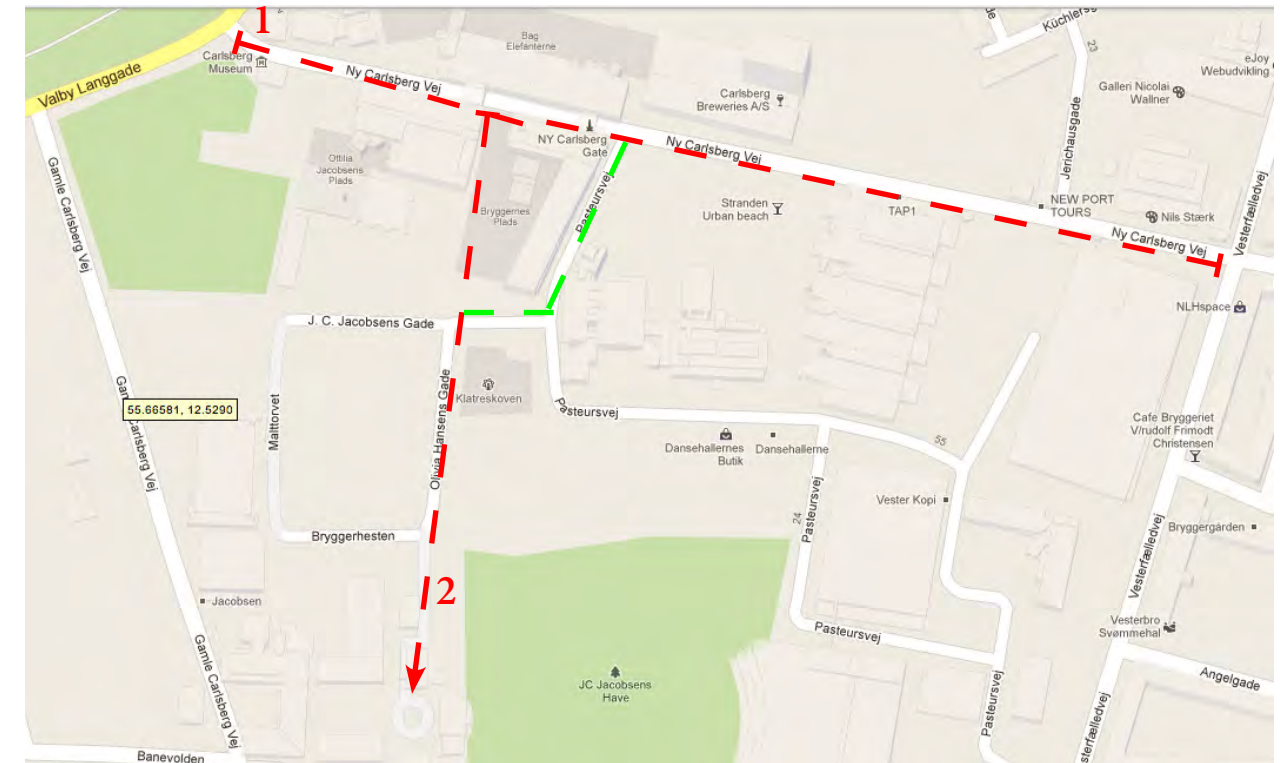 1
Bag
Elefanterne
Küchlersg
de
23
eJoy
Webudvikling
Carlsberg
Museum
Ny Carlsberg Vej
Valby Langgade
Carlsberg
Breweries A/S
Galleri Nicolai
Wallner
Jerichausgade
NY Carlsberg
Gate
Ny Carlsberg Vej
Ottilia
Jacobsens
Plads
Gamle Carlsberg Vej
Pasteursvej
Bryggernes
Plads
Stranden
Urban beach
TAP1
NEW PORT
TOURS
Nils Stærk
Ny Carlsberg Vej
Vesterfælledvej
NLHspace
J. C. Jacobsens Gade
Klatreskoven
Olivia Hansens Gade
Malttorvet
55.66581, 12.5290
Gamle Carlsberg Vej
Pasteursvej
Dansehallernes
Butik
Dansehallerne
55
Cafe Bryggeriet
V/rudolf Frimodt
Christensen
Vester Kopi
24
Pasteursvej
Bryggergården
Bryggerhesten
Vesterfælledvej
2
Jacobsen
Gamle Carlsberg Vej
Pasteursvej
Vesterbro
Svømmehal
Angelgade
JC Jacobsens
Have
Pasteursvej
sterfælledvej
Banevolden